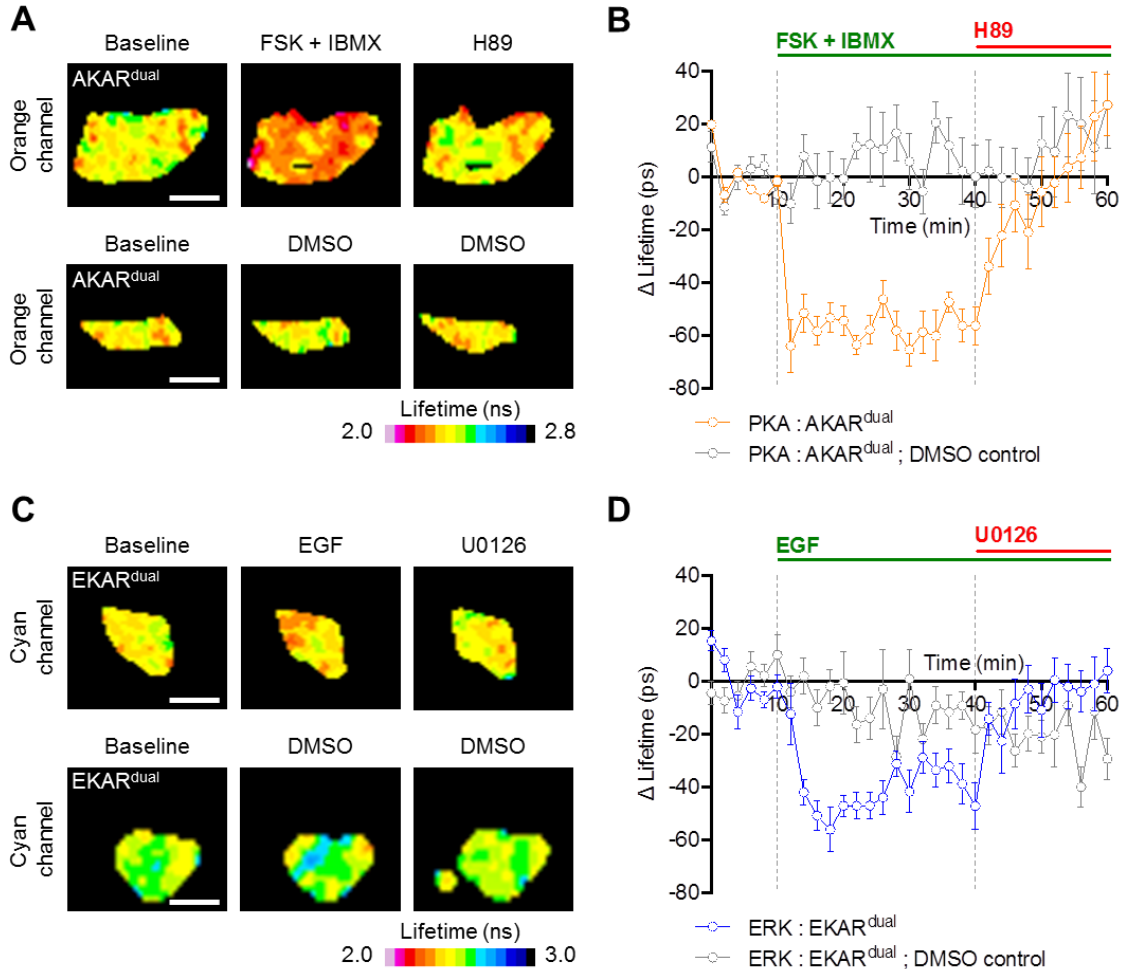 A
Baseline FSK + IBMX H89
Orange channel
AKARdual
Baseline DMSO DMSO
Orange channel
AKARdual
Lifetime (ns)
2.0 2.8
B
H89
FSK + IBMX
40
20
0
-20
-40
-60
-80
10 20 30 40 50 60
Time (min)
Δ Lifetime (ps)
PKA : AKARdual
PKA : AKARdual ; DMSO control
C
Baseline EGF U0126
Cyan channel
EKARdual
Baseline DMSO DMSO
Cyan channel
EKARdual
Lifetime (ns)
2.0 3.0
D
U0126
EGF
40
20
0
-20
-40
-60
-80
Time (min)
10 20 30 40 50 60
Δ Lifetime (ps)
ERK : EKARdual
ERK : EKARdual ; DMSO control